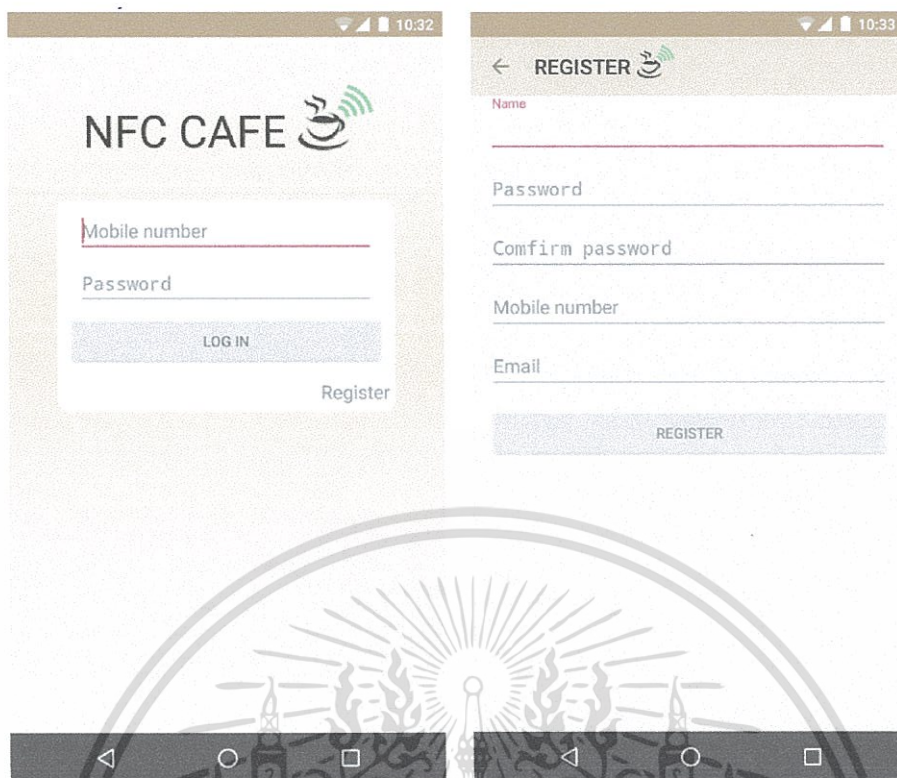 10:32
NFC CAFE
Mobile number
Password
LOG IN
Register
10:33
REGISTER
Name
Password
Comfirm password
Mobile number
Email
REGISTER